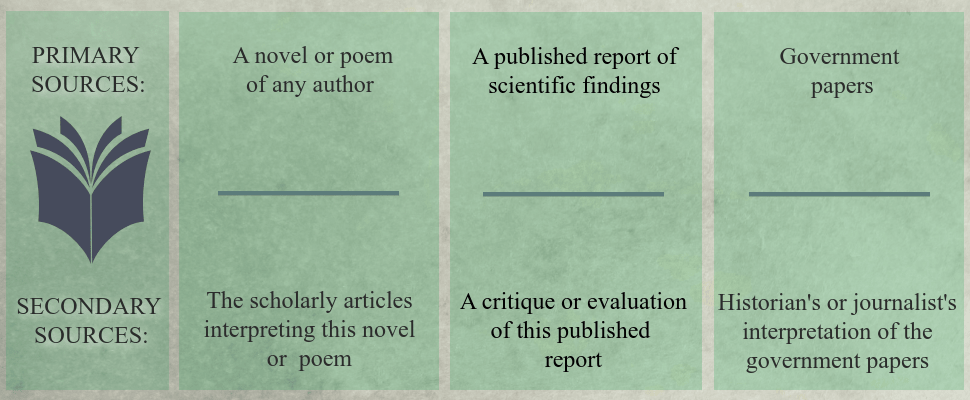 PRIMARY
SOURCES:
A novel or poem
of any author
A published report of
scientific findings
Government
papers
SECONDARY
SOURCES:
The scholarly articles
interpreting this novel
or  poem
A critique or evaluation
of this published
report
Historian's or journalist's
interpretation of the
government papers